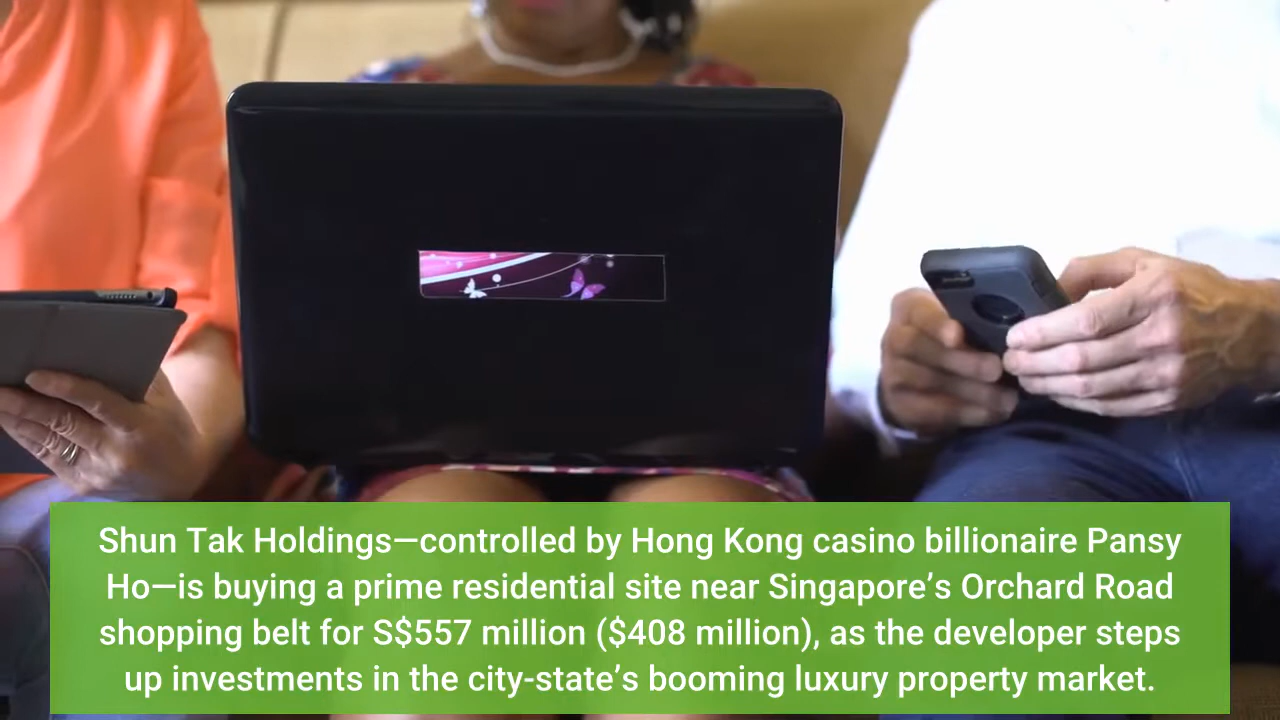 Shun Tak Holdings—controlled by Hong Kong casino billionaire Pansy
Ho—is buying a prime residential site near Singapore’s Orchard Road
shopping belt for S$557 million ($408 million), as the developer steps
up investments in the city-state’s booming luxury property market.